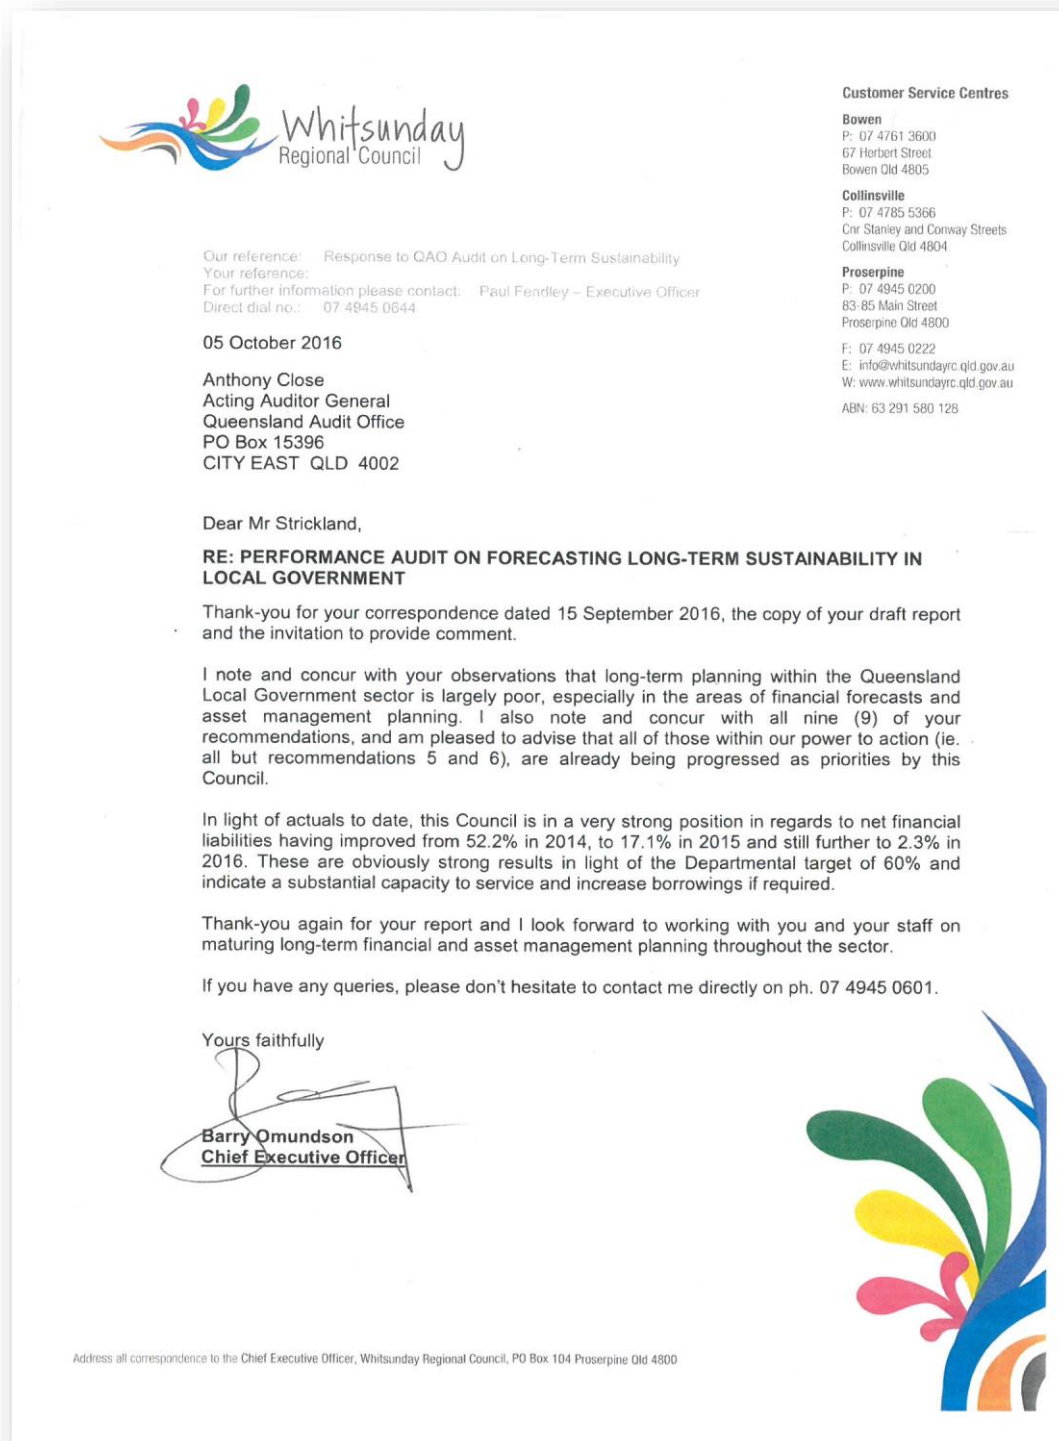 Whitsunday
Regional Council
Customer Service Centres
Bowen
P: 07 4761 3600
67 Herbert Street
Bowen Qld 4805
Collinsville
P: 07 4785 5366
Cnr Stanley and Conway Streets
Collinsville Qld 4804
Proserpine
P: 07 4945 0200
83-85 Main Street
Proserpine Qld 4800
F: 07 4945 0222
E: info@whitsundayrc.qld.gov.au
W: www.whitsundayrc.qld.gov.au
ABN: 63 291 580 128
Our reference: Response to QAO Audit on Long-Term Sustainability
Your reference:
For further information please contact: Paul Fendley – Executive Officer
Direct dial no.: 07 4945 0644
05 October 2016
Anthony Close
Acting Auditor General
Queensland Audit Office
PO Box 15396
CITY EAST QLD 4002
Dear Mr Strickland,
RE: PERFORMANCE AUDIT ON FORECASTING LONG-TERM SUSTAINABILITY IN
LOCAL GOVERNMENT
Thank-you for your correspondence dated 15 September 2016, the copy of your draft report
and the invitation to provide comment.
I note and concur with your observations that long-term planning within the Queensland
Local Government sector is largely poor, especially in the areas of financial forecasts and
asset management planning. I also note and concur with all nine (9) of your
recommendations, and am pleased to advise that all of those within our power to action (ie.
all but recommendations 5 and 6), are already being progressed as priorities by this
Council.
In light of actuals to date, this Council is in a very strong position in regards to net financial
liabilities having improved from 52.2% in 2014, to 17.1% in 2015 and still further to 2.3% in
2016. These are obviously strong results in light of the Departmental target of 60% and
indicate a substantial capacity to service and increase borrowings if required.
Thank-you again for your report and I look forward to working with you and your staff on
maturing long-term financial and asset management planning throughout the sector.
If you have any queries, please don't hesitate to contact me directly on ph. 07 4945 0601.
Yours faithfully
Barry Omundson
Chief Executive Officer
Address all correspondence to the Chief Executive Officer, Whitsunday Regional Council, PO Box 104 Proserpine Qld 4800